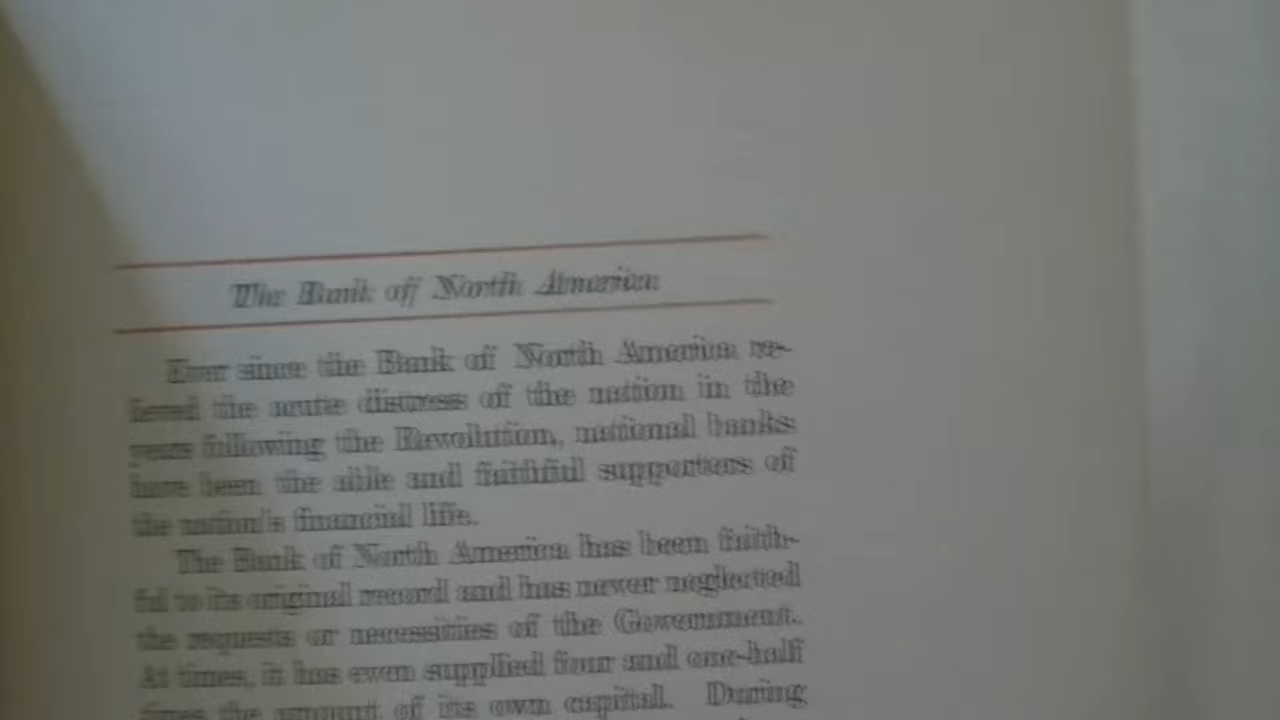 The Bank of North America
Ever since the Bank of North America re-
lieved the acute distress of the nation in the
years following the Revolution, national banks
have been the able and faithful supporters of
the nation's financial life.
The Bank of North America has been faith-
ful to its original record and has never neglected
the requests or necessities of the Government.
At times, it has even supplied four and one-half
times the amount of its own capital. During